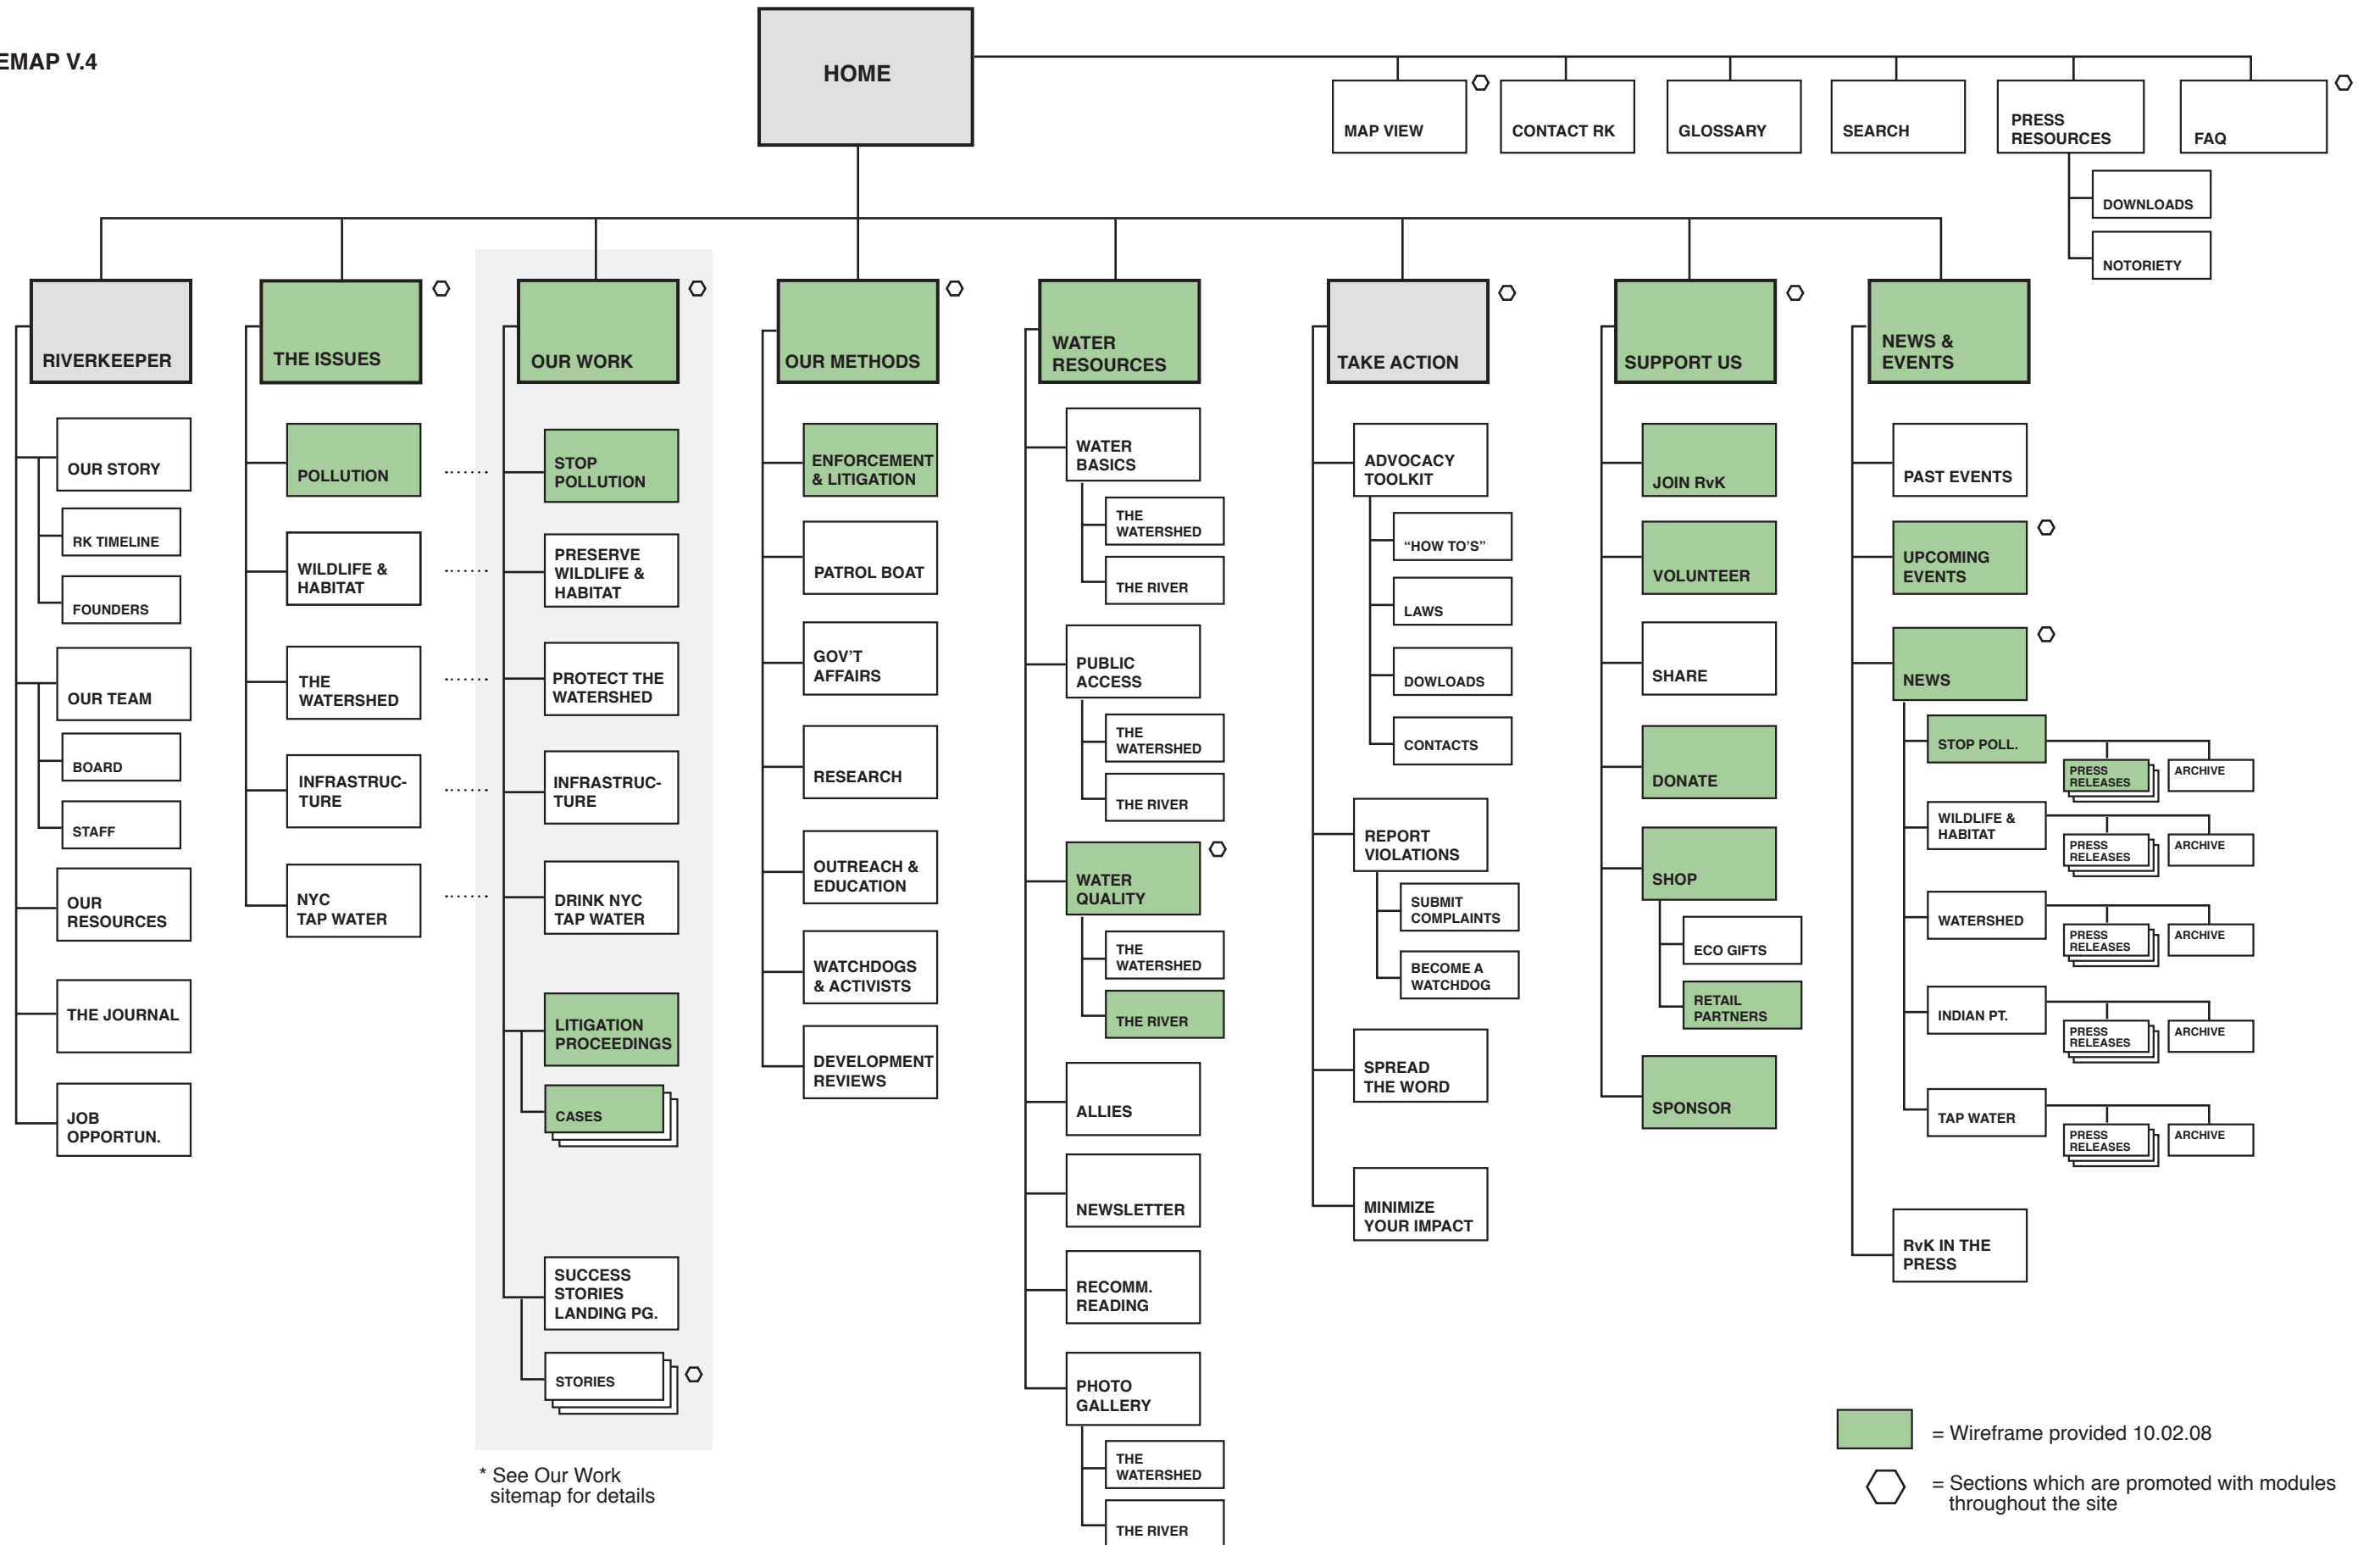 EMAP V.4
HOME
MAP VIEW
CONTACT RK
GLOSSARY
SEARCH
PRESS
RESOURCES
FAQ
DOWNLOADS
NOTORIETY
RIVERKEEPER
OUR STORY
RK TIMELINE
FOUNDERS
OUR TEAM
BOARD
STAFF
OUR
RESOURCES
THE JOURNAL
JOB
OPPORTUN.
THE ISSUES
POLLUTION
WILDLIFE &
HABITAT
THE
WATERSHED
INFRASTRUC-
TURE
NYC
TAP WATER
OUR WORK
STOP
POLLUTION
PRESERVE
WILDLIFE &
HABITAT
PROTECT THE
WATERSHED
INFRASTRUC-
TURE
DRINK NYC
TAP WATER
LITIGATION
PROCEEDINGS
CASES
SUCCESS
STORIES
LANDING PG.
STORIES
* See Our Work
sitemap for details
OUR METHODS
ENFORCEMENT
& LITIGATION
PATROL BOAT
GOV'T
AFFAIRS
RESEARCH
OUTREACH &
EDUCATION
WATCHDOGS
& ACTIVISTS
DEVELOPMENT
REVIEWS
WATER
RESOURCES
WATER
BASICS
THE
WATERSHED
THE RIVER
PUBLIC
ACCESS
THE
WATERSHED
THE RIVER
WATER
QUALITY
THE
WATERSHED
THE RIVER
ALLIES
NEWSLETTER
RECOMM.
READING
PHOTO
GALLERY
THE
WATERSHED
THE RIVER
TAKE ACTION
ADVOCACY
TOOLKIT
“HOW TO’S”
LAWS
DOWLOADS
CONTACTS
REPORT
VIOLATIONS
SUBMIT
COMPLAINTS
BECOME A
WATCHDOG
SPREAD
THE WORD
MINIMIZE
YOUR IMPACT
SUPPORT US
JOIN RvK
VOLUNTEER
SHARE
DONATE
SHOP
ECO GIFTS
RETAIL
PARTNERS
SPONSOR
NEWS &
EVENTS
PAST EVENTS
UPCOMING
EVENTS
NEWS
STOP POLL.
PRESS
RELEASES
ARCHIVE
WILDLIFE &
HABITAT
PRESS
RELEASES
ARCHIVE
WATERSHED
PRESS
RELEASES
ARCHIVE
INDIAN PT.
PRESS
RELEASES
ARCHIVE
TAP WATER
PRESS
RELEASES
ARCHIVE
RvK IN THE
PRESS
= Wireframe provided 10.02.08
= Sections which are promoted with modules
throughout the site